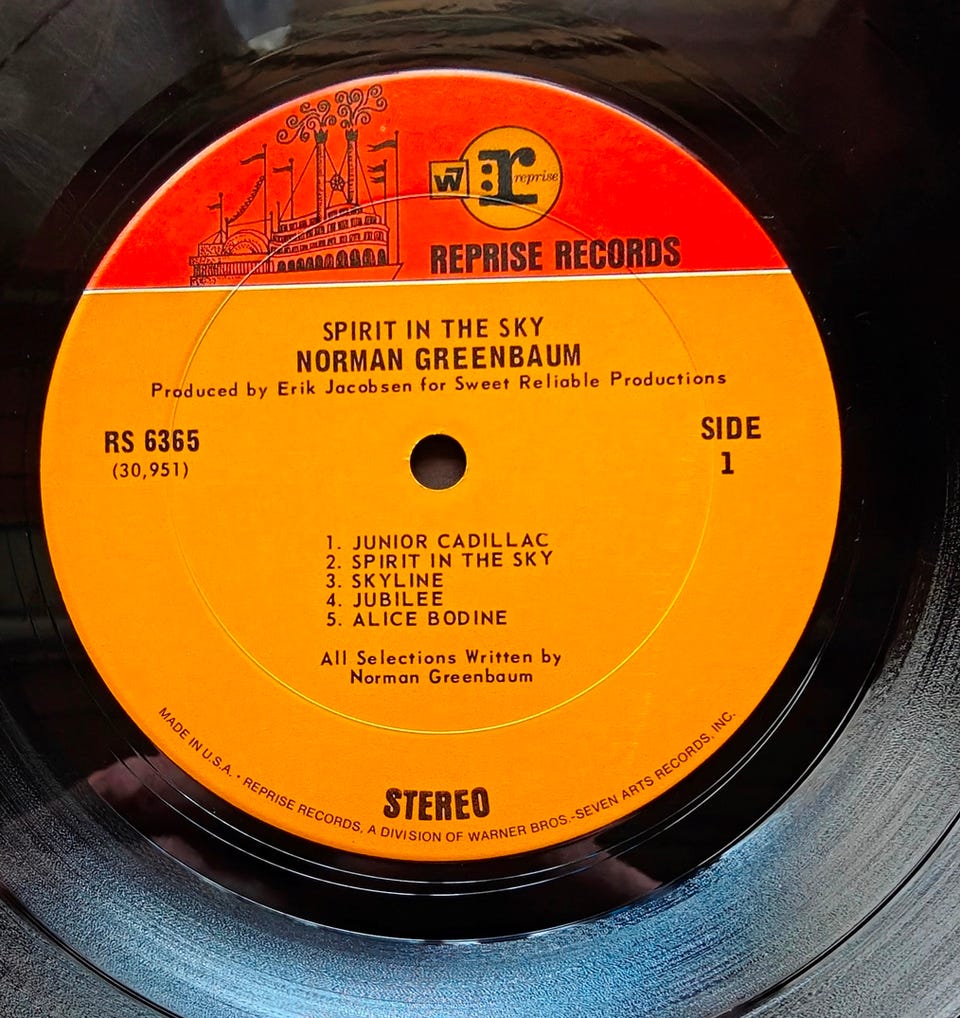 W7 r reprise
REPRISE RECORDS
SPIRIT IN THE SKY
NORMAN GREENBAUM
Produced by Erik Jacobsen for Sweet Reliable Productions
RS 6365
(30,951)
SIDE
1
1. JUNIOR CADILLAC
2. SPIRIT IN THE SKY
3. SKYLINE
4. JUBILEE
5. ALICE BODINE
All Selections Written by
Norman Greenbaum
STEREO
MADE IN U.S.A. • REPRISE RECORDS, A DIVISION OF WARNER BROS.-SEVEN ARTS RECORDS, INC.